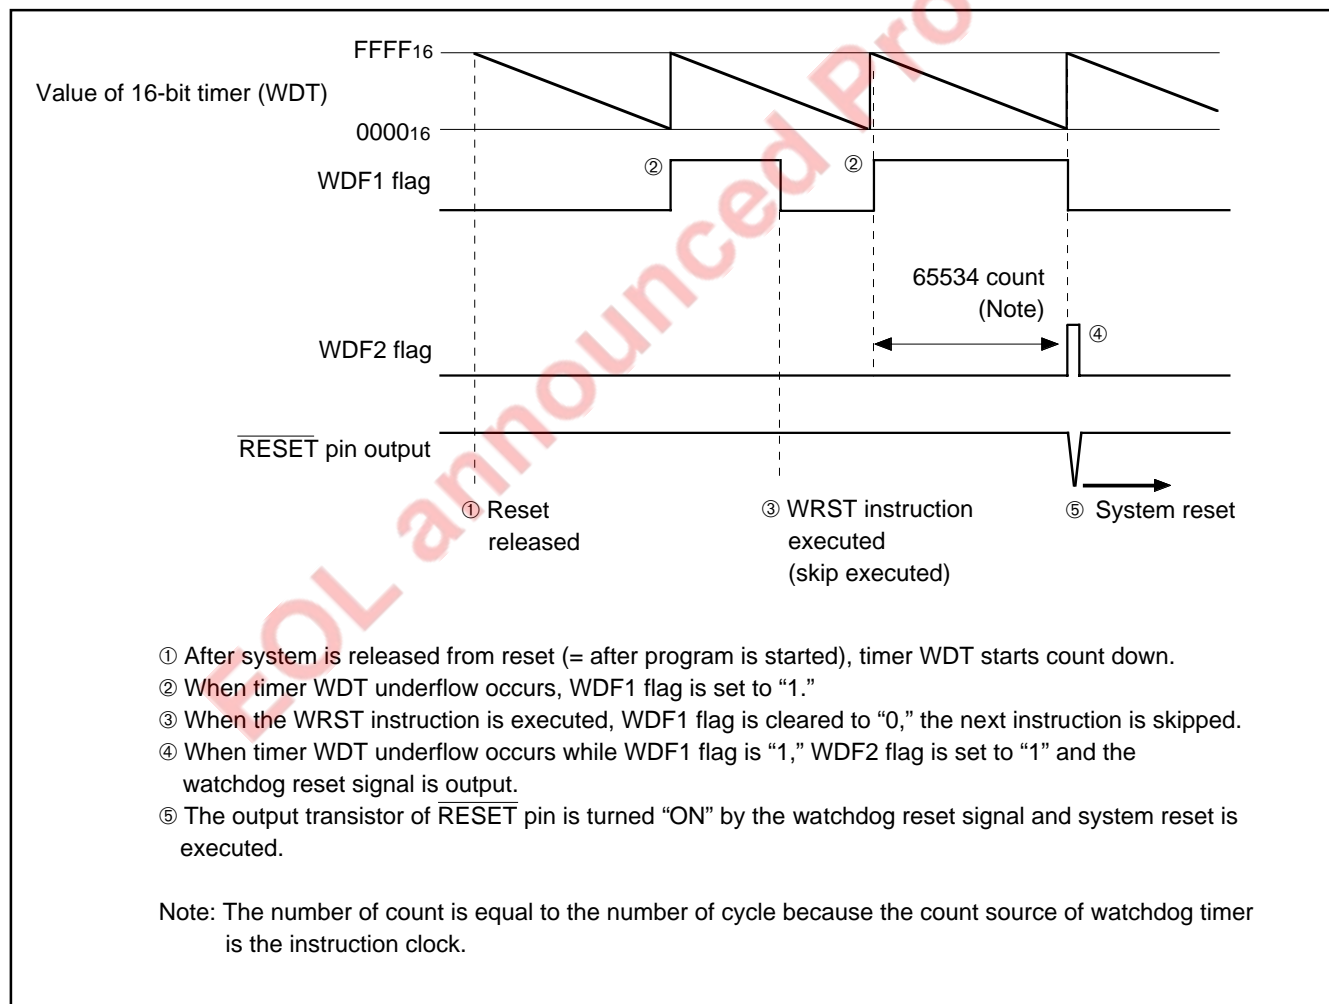 FFFF16
Value of 16-bit timer (WDT)
000016
② ②
WDF1 flag
65534 count
(Note)
④
WDF2 flag
RESET pin output
① Reset
released
③ WRST instruction
executed
(skip executed)
⑤ System reset
① After system is released from reset (= after program is started), timer WDT starts count down.
② When timer WDT underflow occurs, WDF1 flag is set to “1.”
③ When the WRST instruction is executed, WDF1 flag is cleared to “0,” the next instruction is skipped.
④ When timer WDT underflow occurs while WDF1 flag is “1,” WDF2 flag is set to “1” and the
watchdog reset signal is output.
⑤ The output transistor of RESET pin is turned “ON” by the watchdog reset signal and system reset is
executed.
Note: The number of count is equal to the number of cycle because the count source of watchdog timer
is the instruction clock.
EOL announced Pro